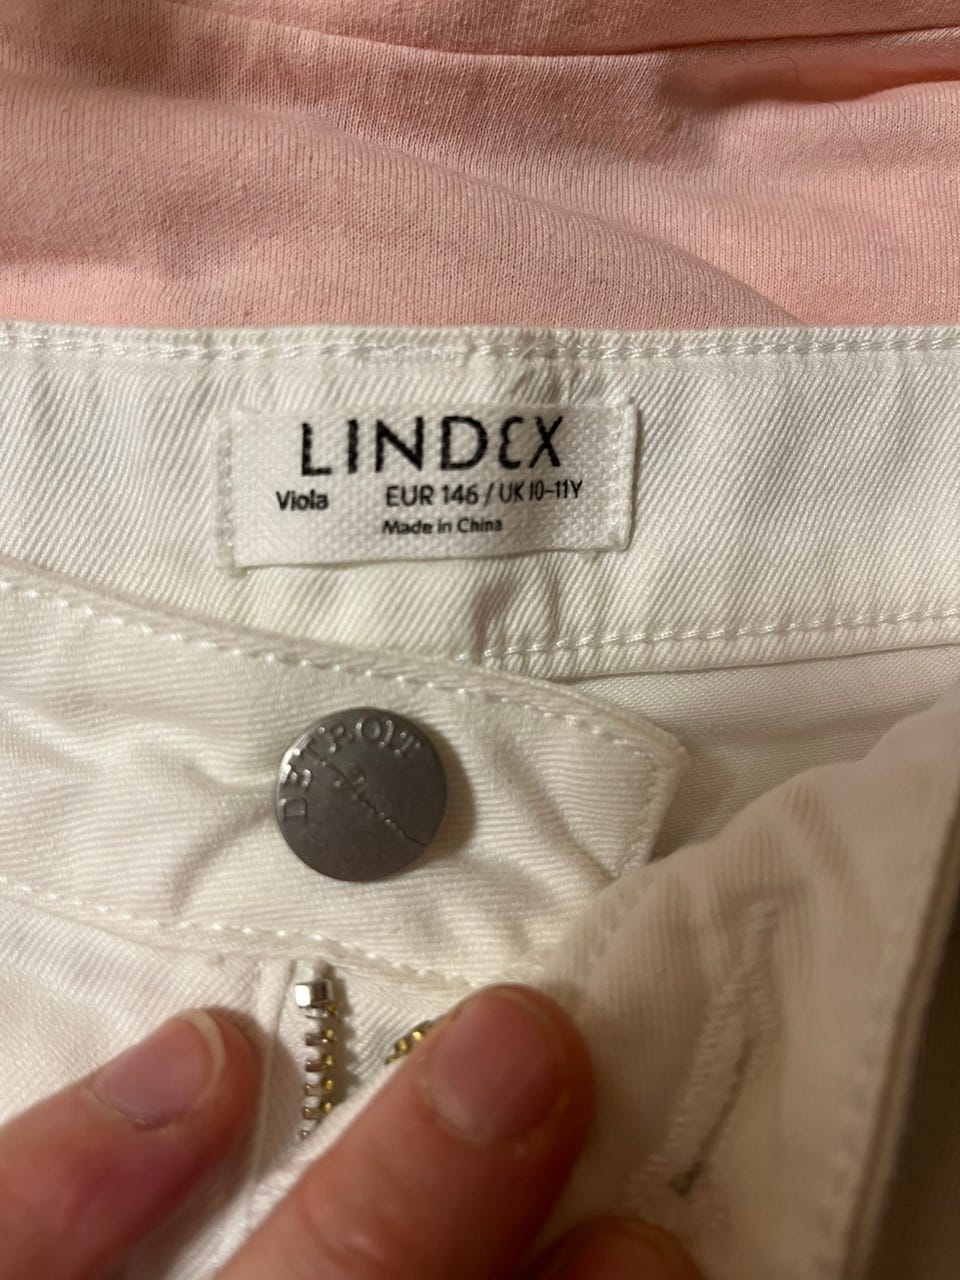 LINDEX
Viola EUR 146 / UK 10-11Y
Made in China
DETROIT